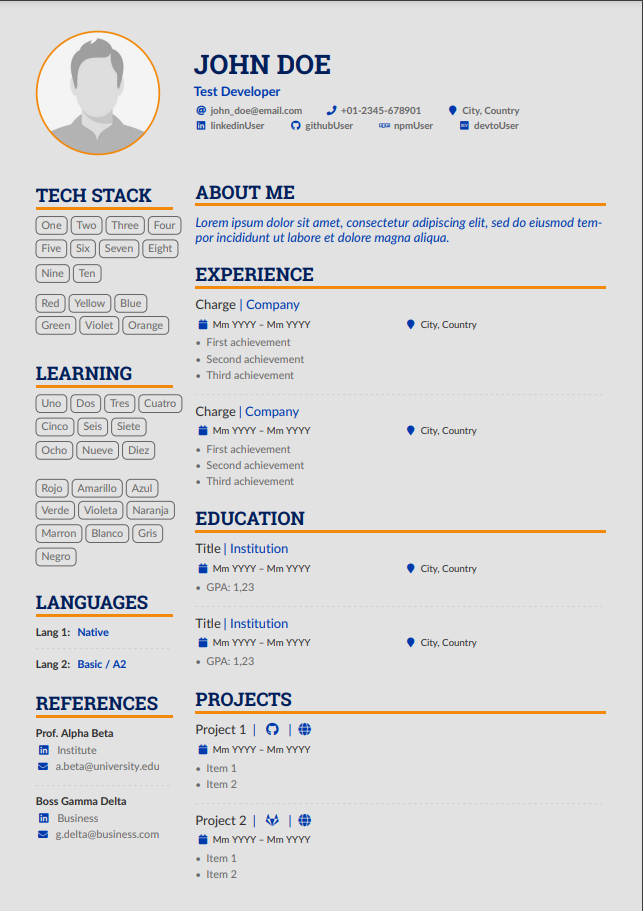 JOHN DOE
Test Developer
john_doe@email.com +01-2345-678901 City, Country
linkedinUser githubUser npmUser devtoUser
TECH STACK
One Two Three Four
Five Six Seven Eight
Nine Ten
Red Yellow Blue
Green Violet Orange
LEARNING
Uno Dos Tres Cuatro
Cinco Seis Siete
Ocho Nueve Diez
Rojo Amarillo Azul
Verde Violeta Naranja
Marron Blanco Gris
Negro
LANGUAGES
Lang 1: Native
Lang 2: Basic / A2
REFERENCES
Prof. Alpha Beta
Institute
a.beta@university.edu
Boss Gamma Delta
Business
g.delta@business.com
ABOUT ME
Lorem ipsum dolor sit amet, consectetur adipiscing elit, sed do eiusmod tem-
por incididunt ut labore et dolore magna aliqua.
EXPERIENCE
Charge | Company
Mm YYYY – Mm YYYY City, Country
• First achievement
• Second achievement
• Third achievement
Charge | Company
Mm YYYY – Mm YYYY City, Country
• First achievement
• Second achievement
• Third achievement
EDUCATION
Title | Institution
Mm YYYY – Mm YYYY City, Country
• GPA: 1,23
Title | Institution
Mm YYYY – Mm YYYY City, Country
• GPA: 1,23
PROJECTS
Project 1 | |
Mm YYYY – Mm YYYY
• Item 1
• Item 2
Project 2 | |
Mm YYYY – Mm YYYY
• Item 1
• Item 2